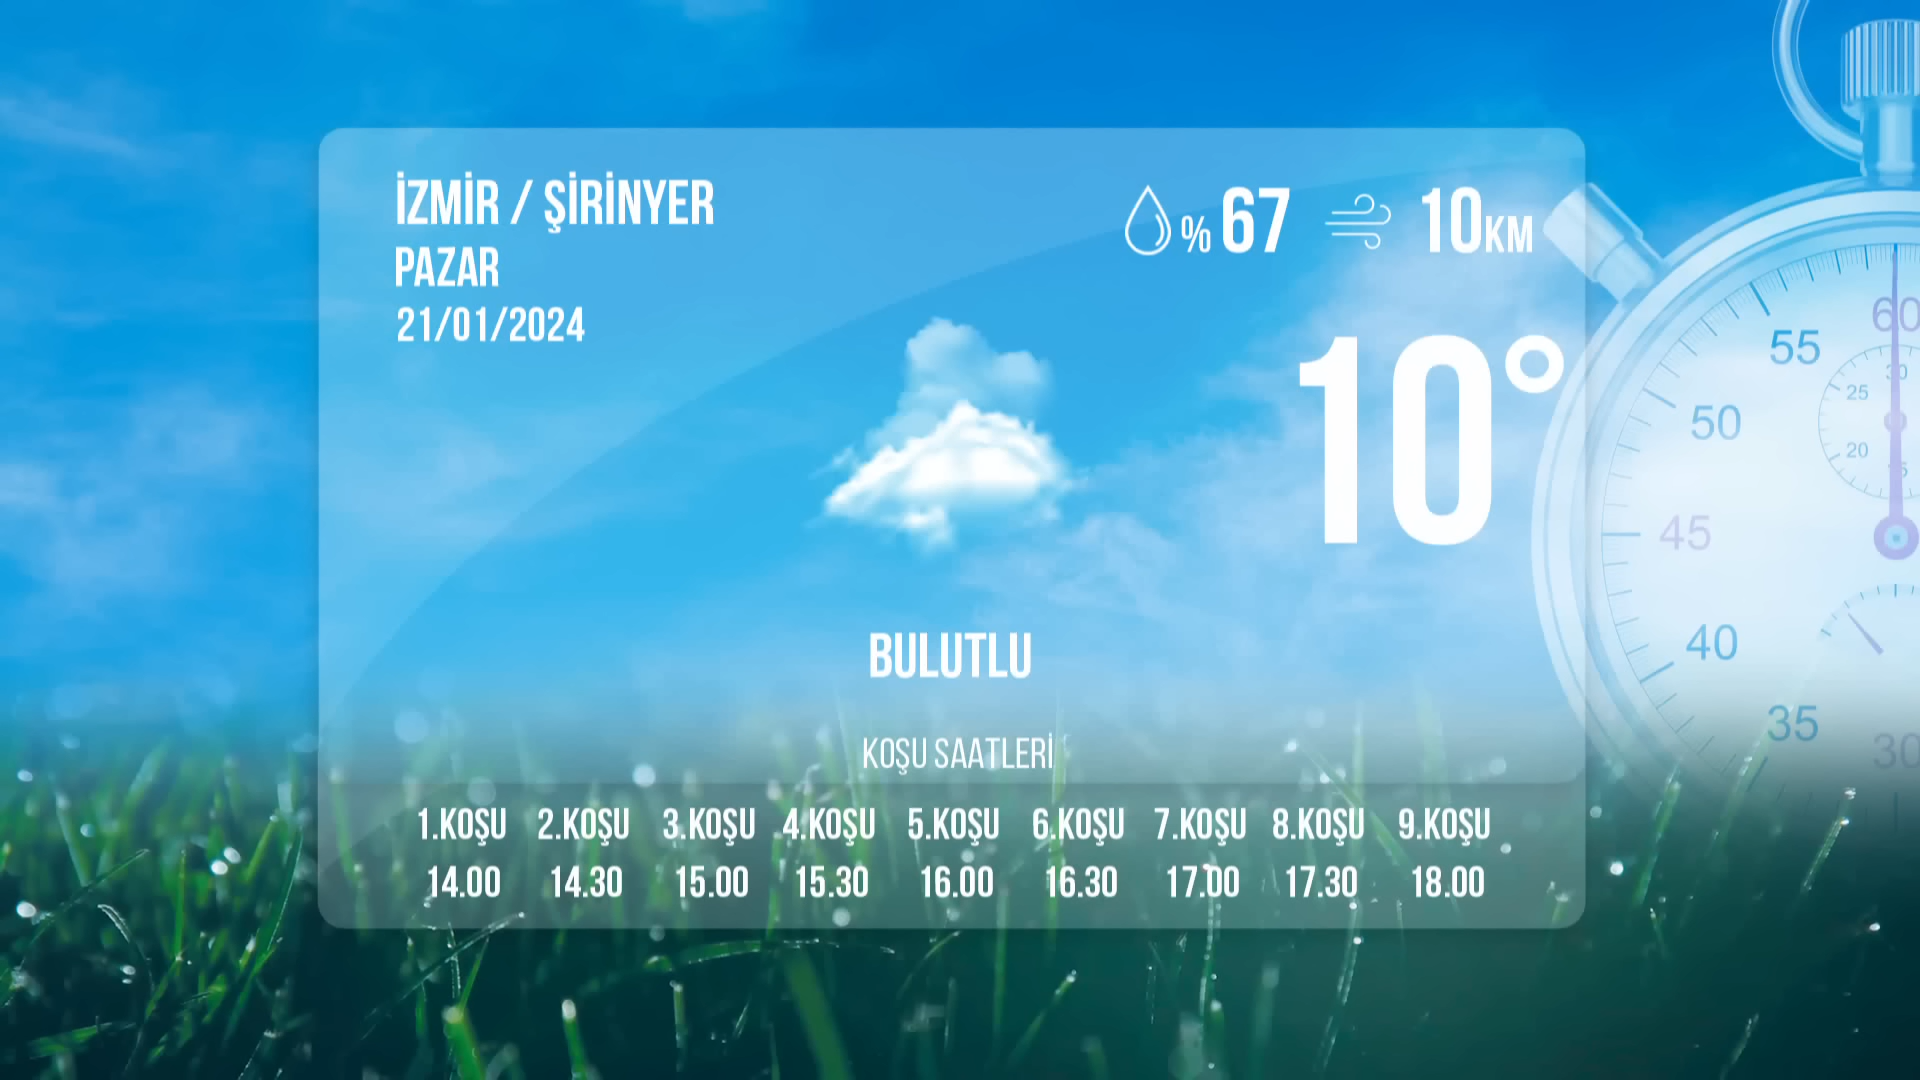 İZMİR / ŞİRİNYER
PAZAR
21/01/2024
% 67 10KM
10°
BULUTLU
KOŞU SAATLERİ
1.KOŞU 2.KOŞU 3.KOŞU 4.KOŞU 5.KOŞU 6.KOŞU 7.KOŞU 8.KOŞU 9.KOŞU
14.00 14.30 15.00 15.30 16.00 16.30 17.00 17.30 18.00
60
55
50
45
40
35
30
30
25
20